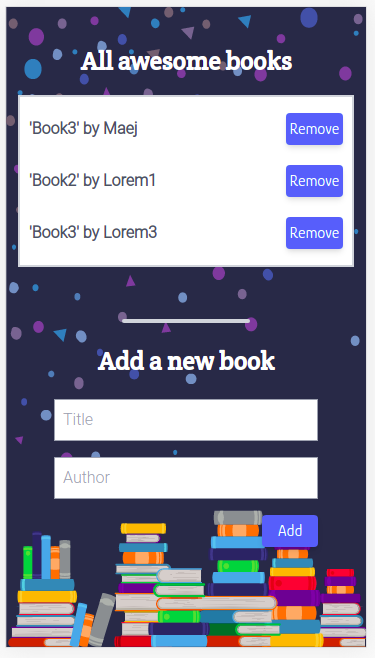 All awesome books
'Book3' by Maej
Remove
'Book2' by Lorem1
Remove
'Book3' by Lorem3
Remove
Add a new book
Title
Author
Add